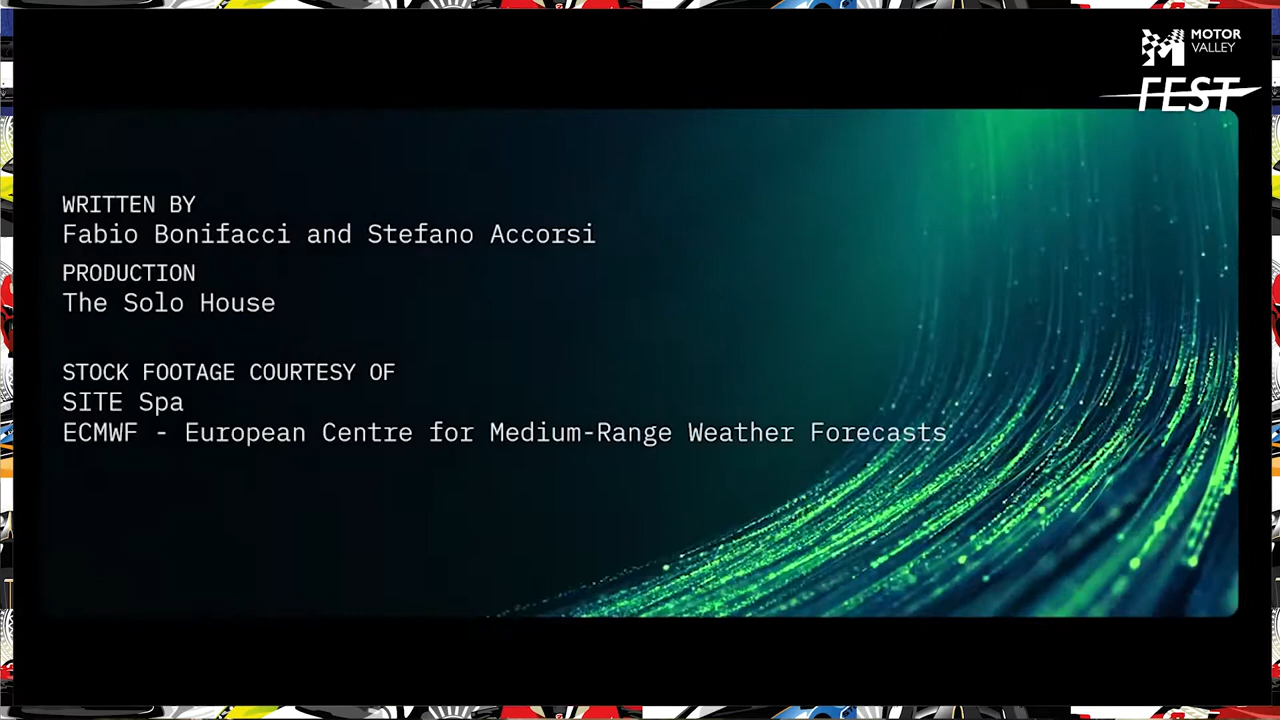 MOTOR
VALLEY
FEST
WRITTEN BY
Fabio Bonifacci and Stefano Accorsi
PRODUCTION
The Solo House
STOCK FOOTAGE COURTESY OF
SITE Spa
ECMWF - European Centre for Medium-Range Weather Forecasts